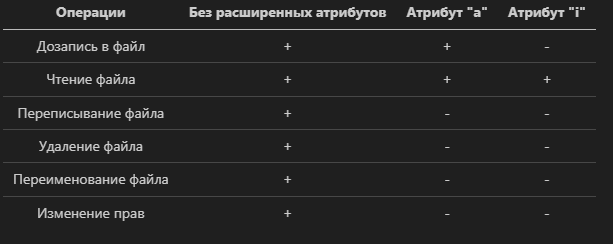 Операции Без расширенных атрибутов Атрибут "a" Атрибут "i"
Дозапись в файл + + -
Чтение файла + + +
Переписывание файла + - -
Удаление файла + - -
Переименование файла + - -
Изменение прав + - -